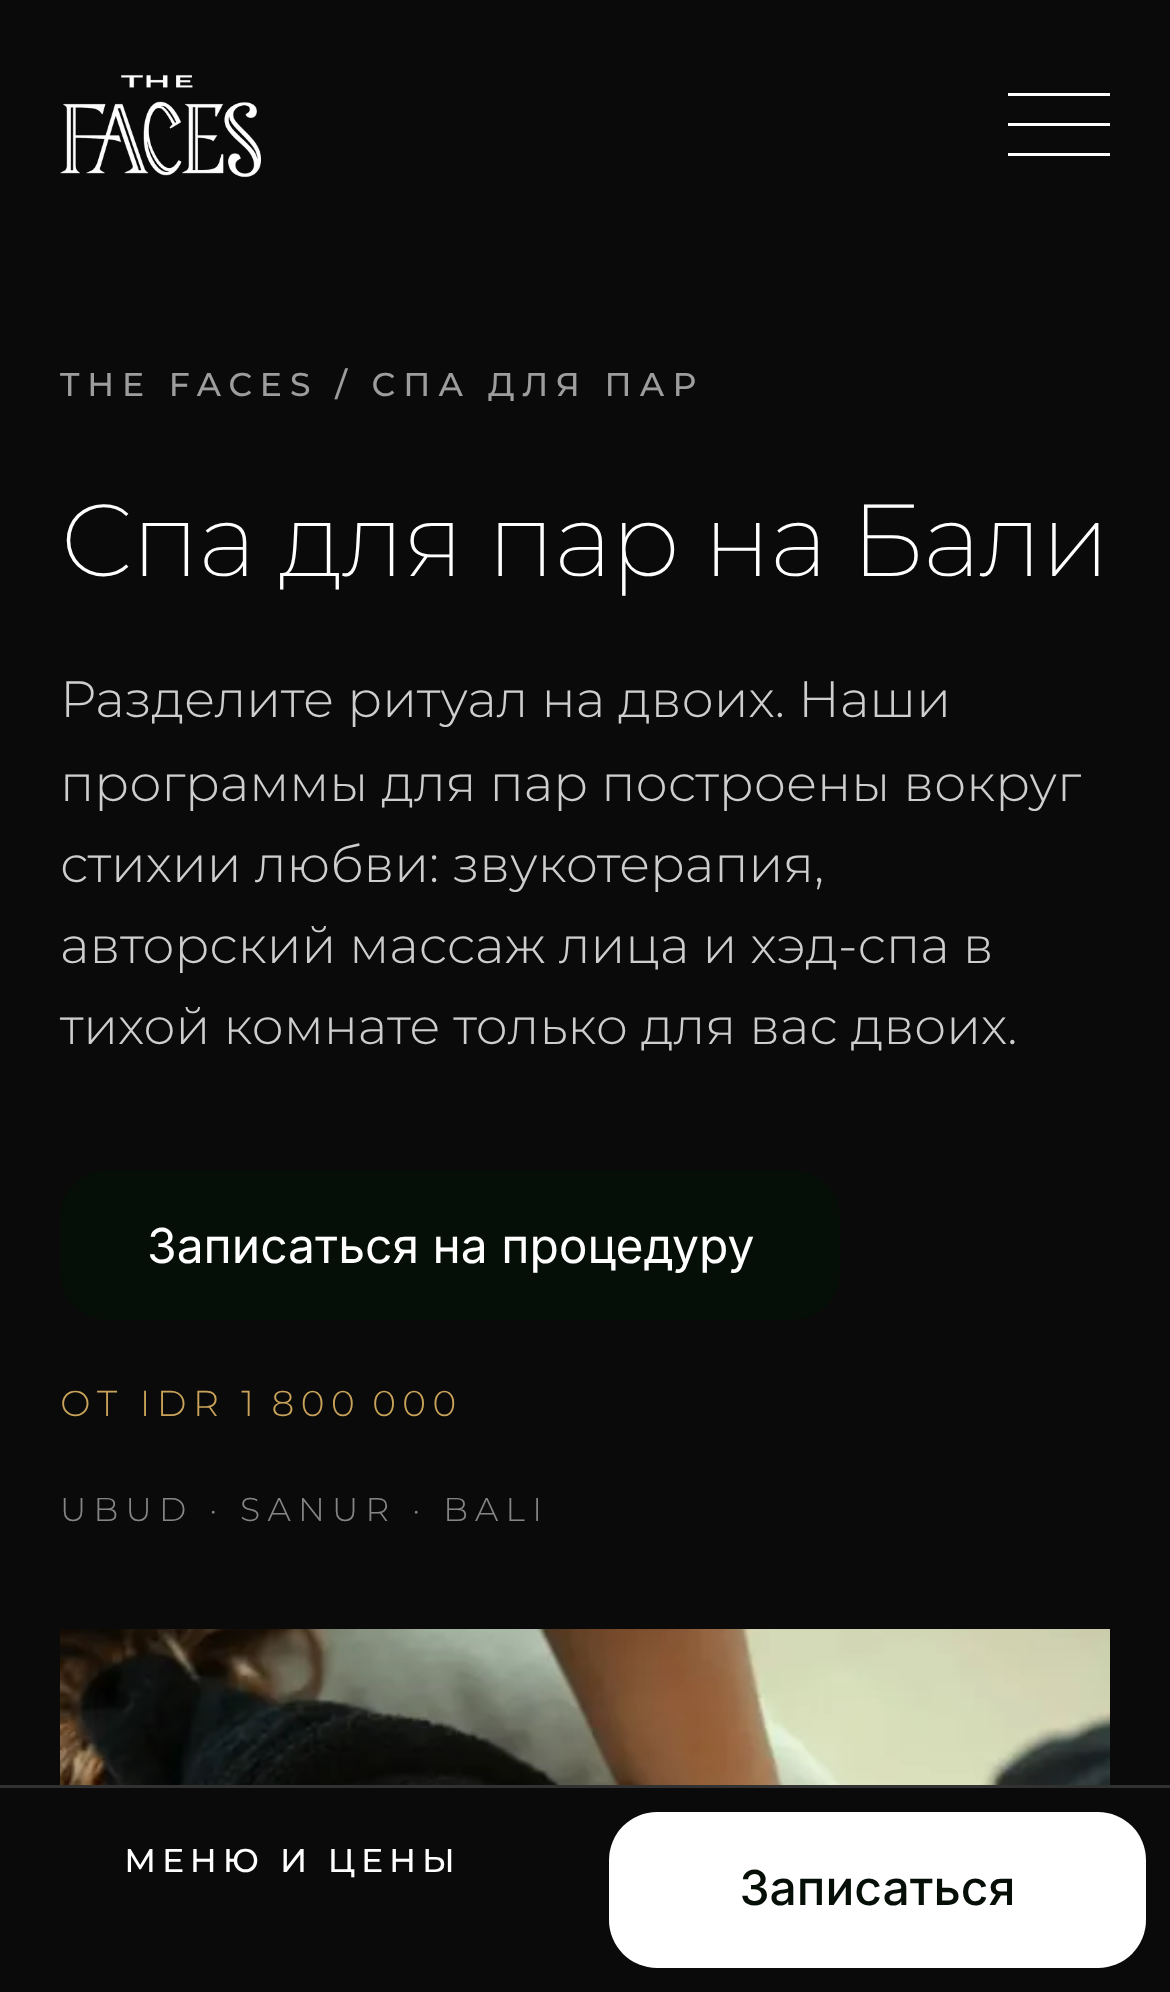 THE
FACES
THE FACES / СПА ДЛЯ ПАР
Спа для пар на Бали
Разделите ритуал на двоих. Наши
программы для пар построены вокруг
стихии любви: звукотерапия,
авторский массаж лица и хэд-спа в
тихой комнате только для вас двоих.
Записаться на процедуру
ОТ IDR 1 800 000
UBUD · SANUR · BALI
МЕНЮ И ЦЕНЫ
Записаться